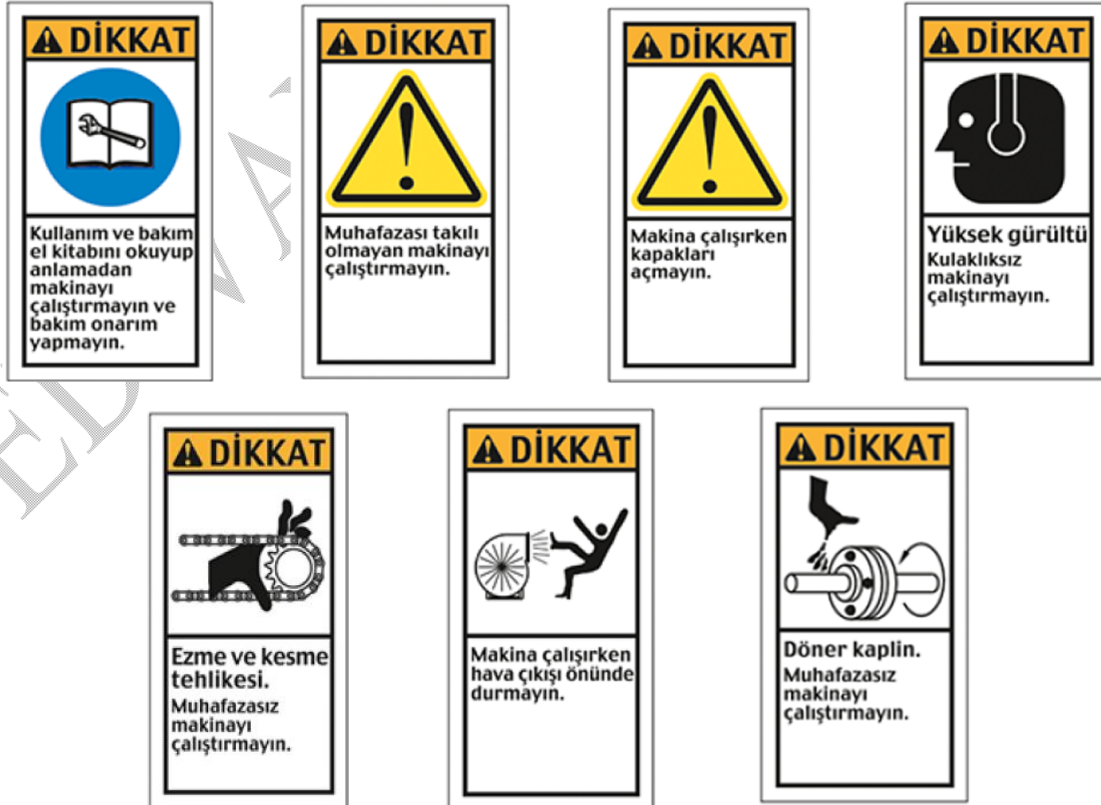 DİKKAT
Kullanım ve bakım
el kitabını okuyup
anlamadan
makinayı
çalıştırmayın ve
bakım onarım
yapmayın.
DİKKAT
Muhafazası takılı
olmayan makinayı
çalıştırmayın.
DİKKAT
Makina çalışırken
kapakları
açmayın.
DİKKAT
Yüksek gürültü
Kulaklıksız
makinayı
çalıştırmayın.
DİKKAT
Ezme ve kesme
tehlikesi.
Muhafazasız
makinayı
çalıştırmayın.
DİKKAT
Makina çalışırken
hava çıkışı önünde
durmayın.
DİKKAT
Döner kaplin.
Muhafazasız
makinayı
çalıştırmayın.